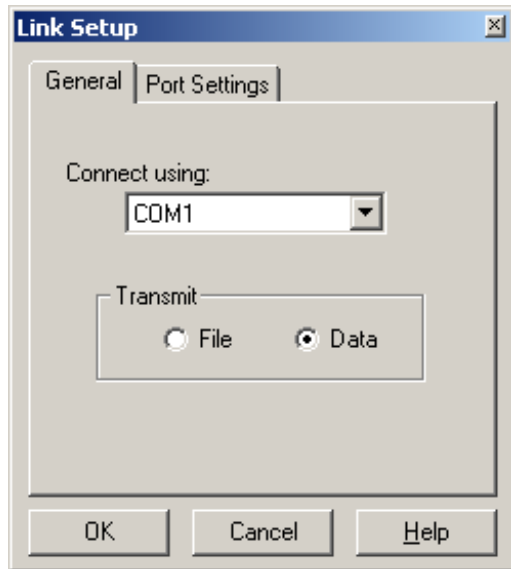 Link Setup
General Port Settings
Connect using:
COM1
Transmit
File Data
OK Cancel Help